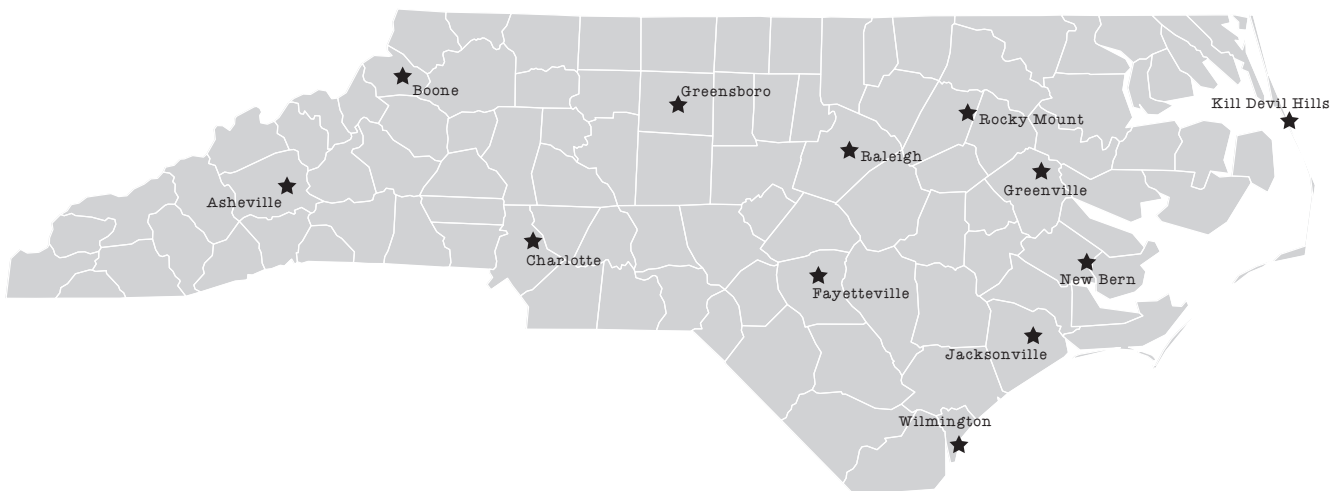 Boone
Greensboro
Kill Devil Hills
Rocky Mount
Raleigh
Greenville
Asheville
Charlotte
New Bern
Fayetteville
Jacksonville
Wilmington